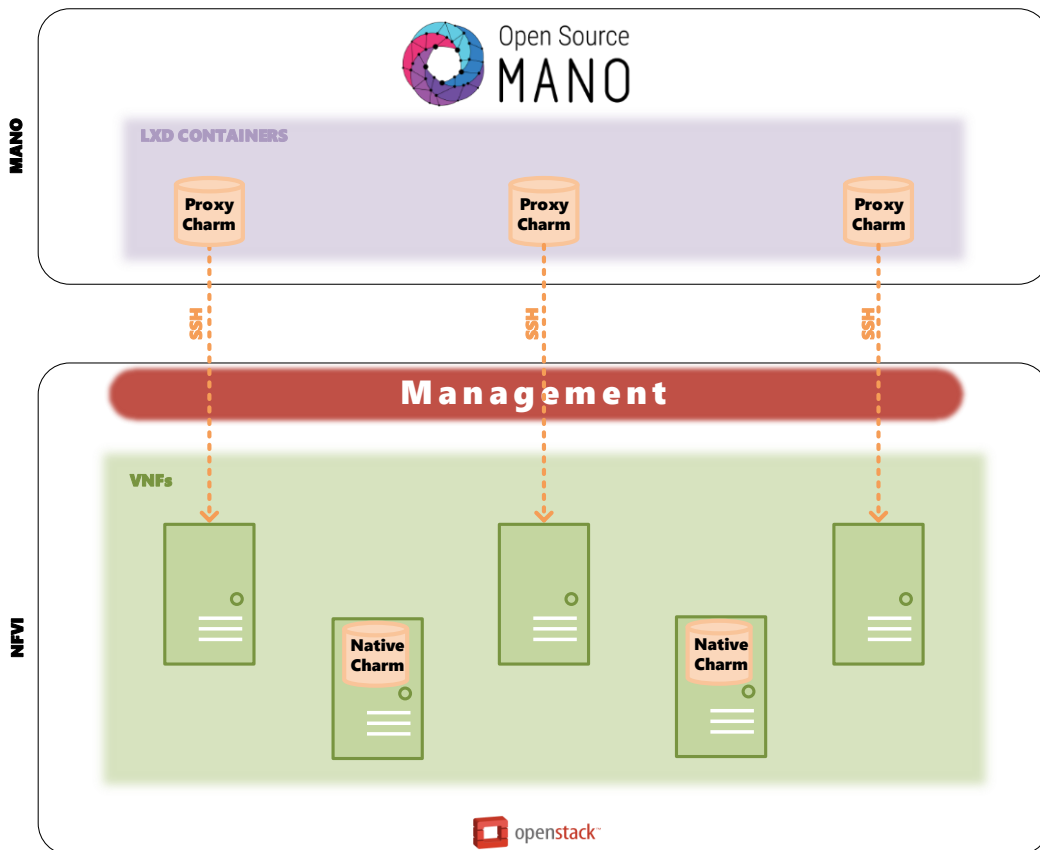 Open Source
MANO
MANO
LXD CONTAINERS
Proxy
Charm
Proxy
Charm
Proxy
Charm
SSH
SSH
SSH
Management
VNFs
NFVI
Native
Charm
Native
Charm
openstack™